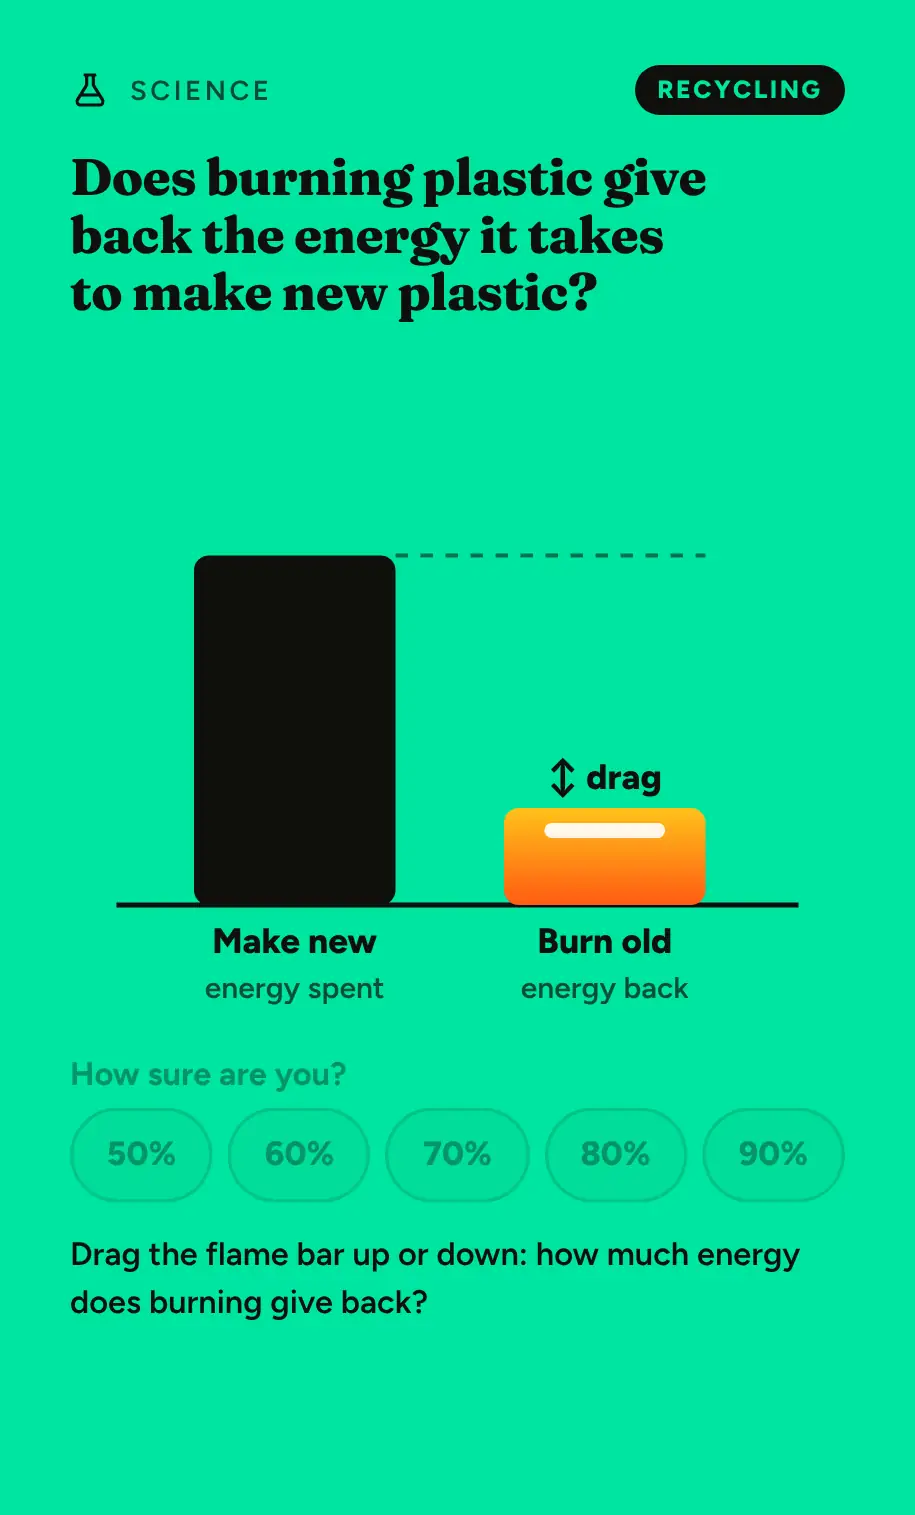 SCIENCE
RECYCLING
Does burning plastic give
back the energy it takes
to make new plastic?
drag
Make new
Burn old
energy spent
energy back
How sure are you?
50%
60%
70%
80%
90%
Drag the flame bar up or down: how much energy
does burning give back?